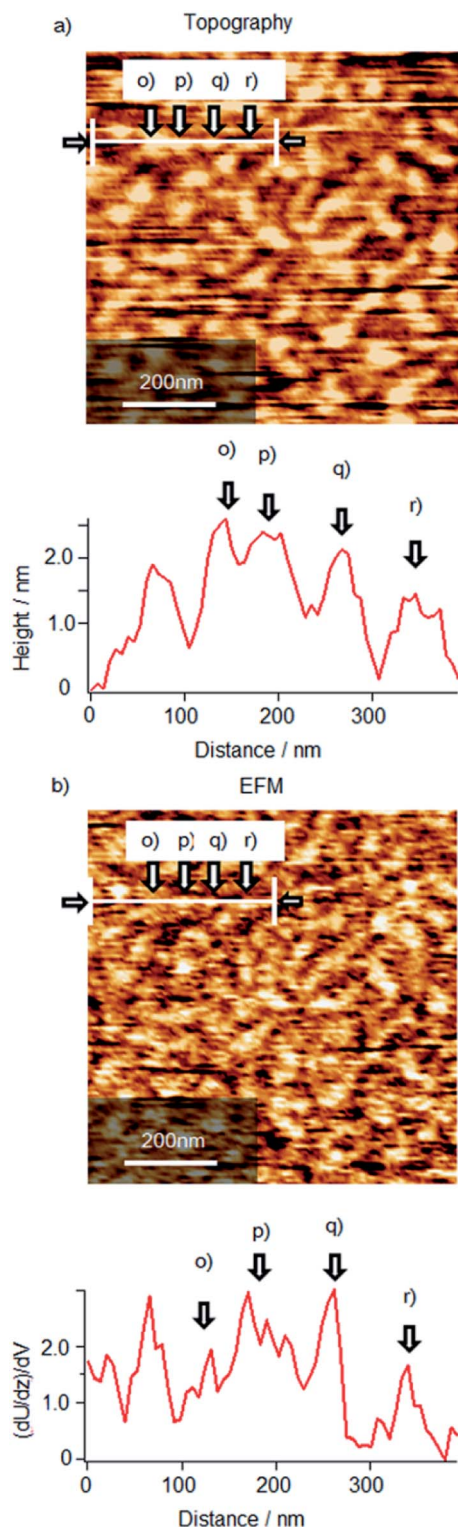 a) Topography
o) p) q) r)
200nm
o) p) q) r)
2.0
1.0
0
Height / nm
0 100 200 300
Distance / nm
b) EFM
o) p) q) r)
200nm
o) p) q) r)
2.0
1.0
0
(dU/dz)/dV
0 100 200 300
Distance / nm